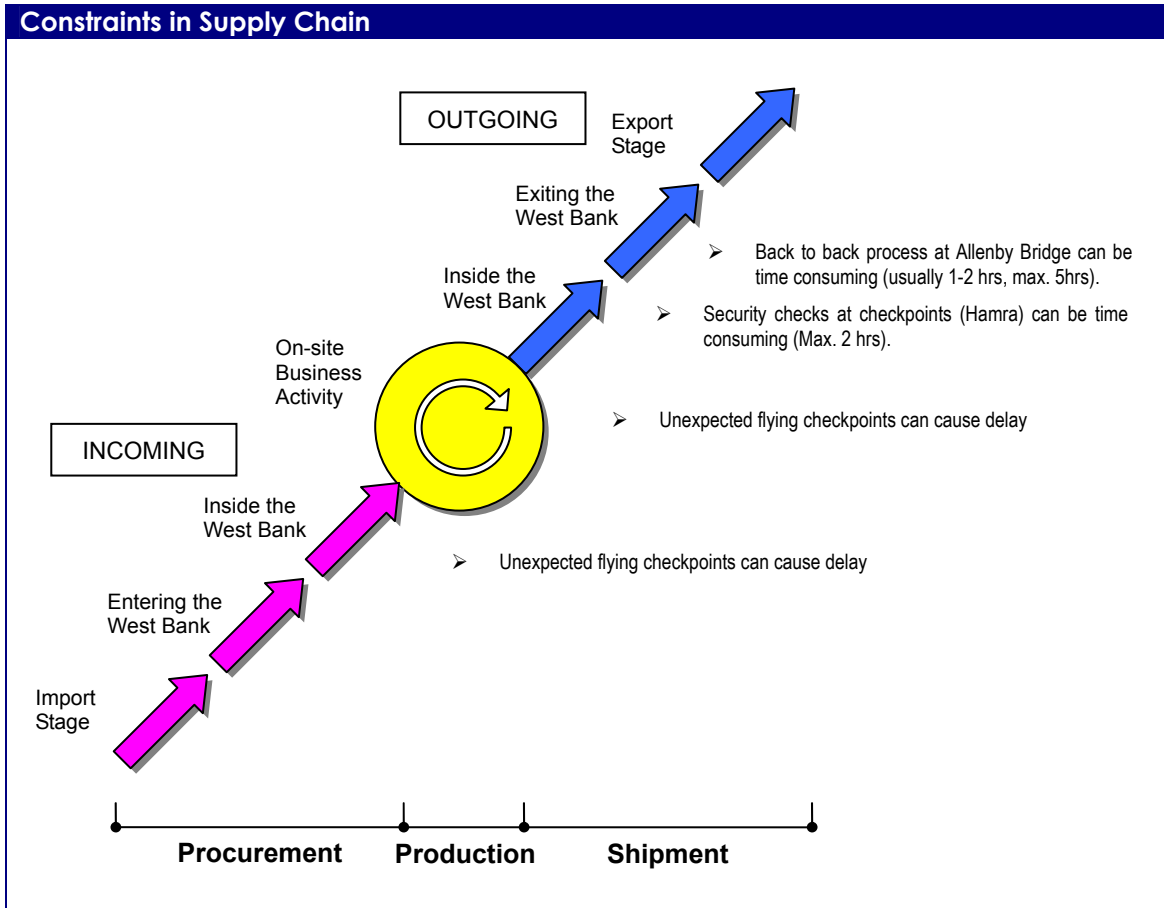 Constraints in Supply Chain
OUTGOING
Export
Stage
Exiting the
West Bank
➢ Back to back process at Allenby Bridge can be
time consuming (usually 1-2 hrs, max. 5hrs).
Inside the
West Bank
➢ Security checks at checkpoints (Hamra) can be time
consuming (Max. 2 hrs).
On-site
Business
Activity
➢ Unexpected flying checkpoints can cause delay
INCOMING
Inside the
West Bank
➢ Unexpected flying checkpoints can cause delay
Entering the
West Bank
Import
Stage
Procurement Production Shipment